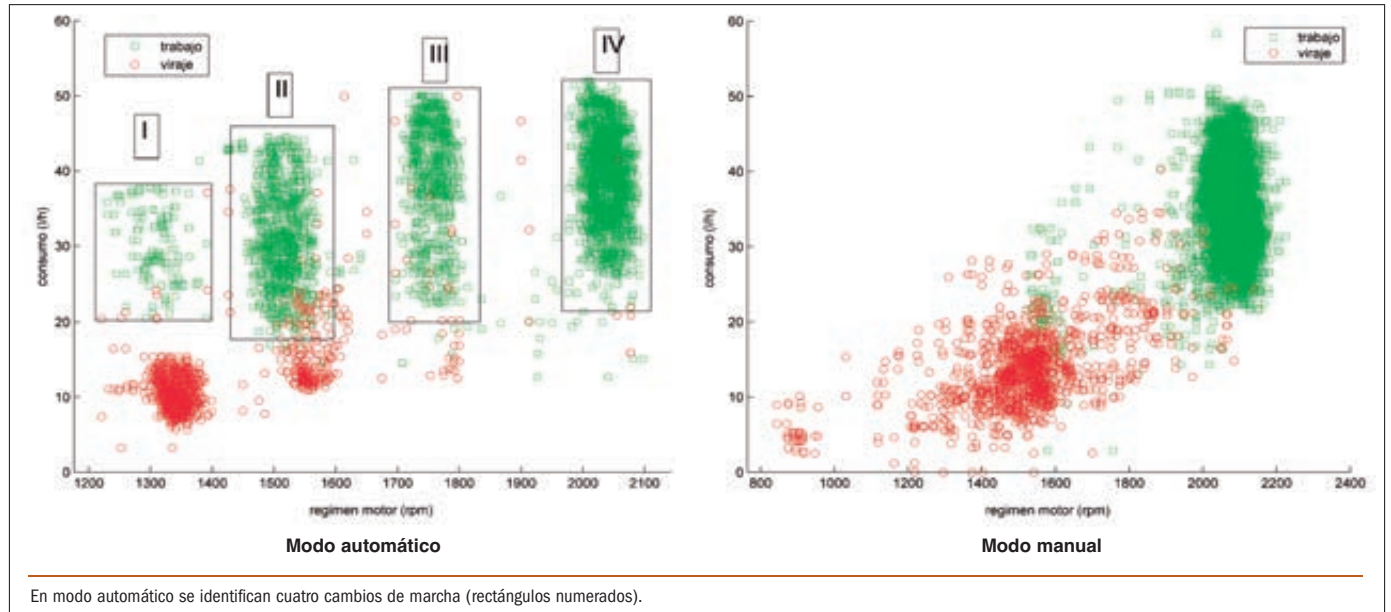 60
50
40
30
20
10
0
consumo (l/h)
trabajo
viraje
I
II
III
IV
1200 1300 1400 1500 1600 1700 1800 1900 2000 2100
regimen motor (rpm)
Modo automático
60
50
40
30
20
10
0
consumo (l/h)
trabajo
viraje
800 1000 1200 1400 1600 1800 2000 2200 2400
regimen motor (rpm)
Modo manual
En modo automático se identifican cuatro cambios de marcha (rectángulos numerados).